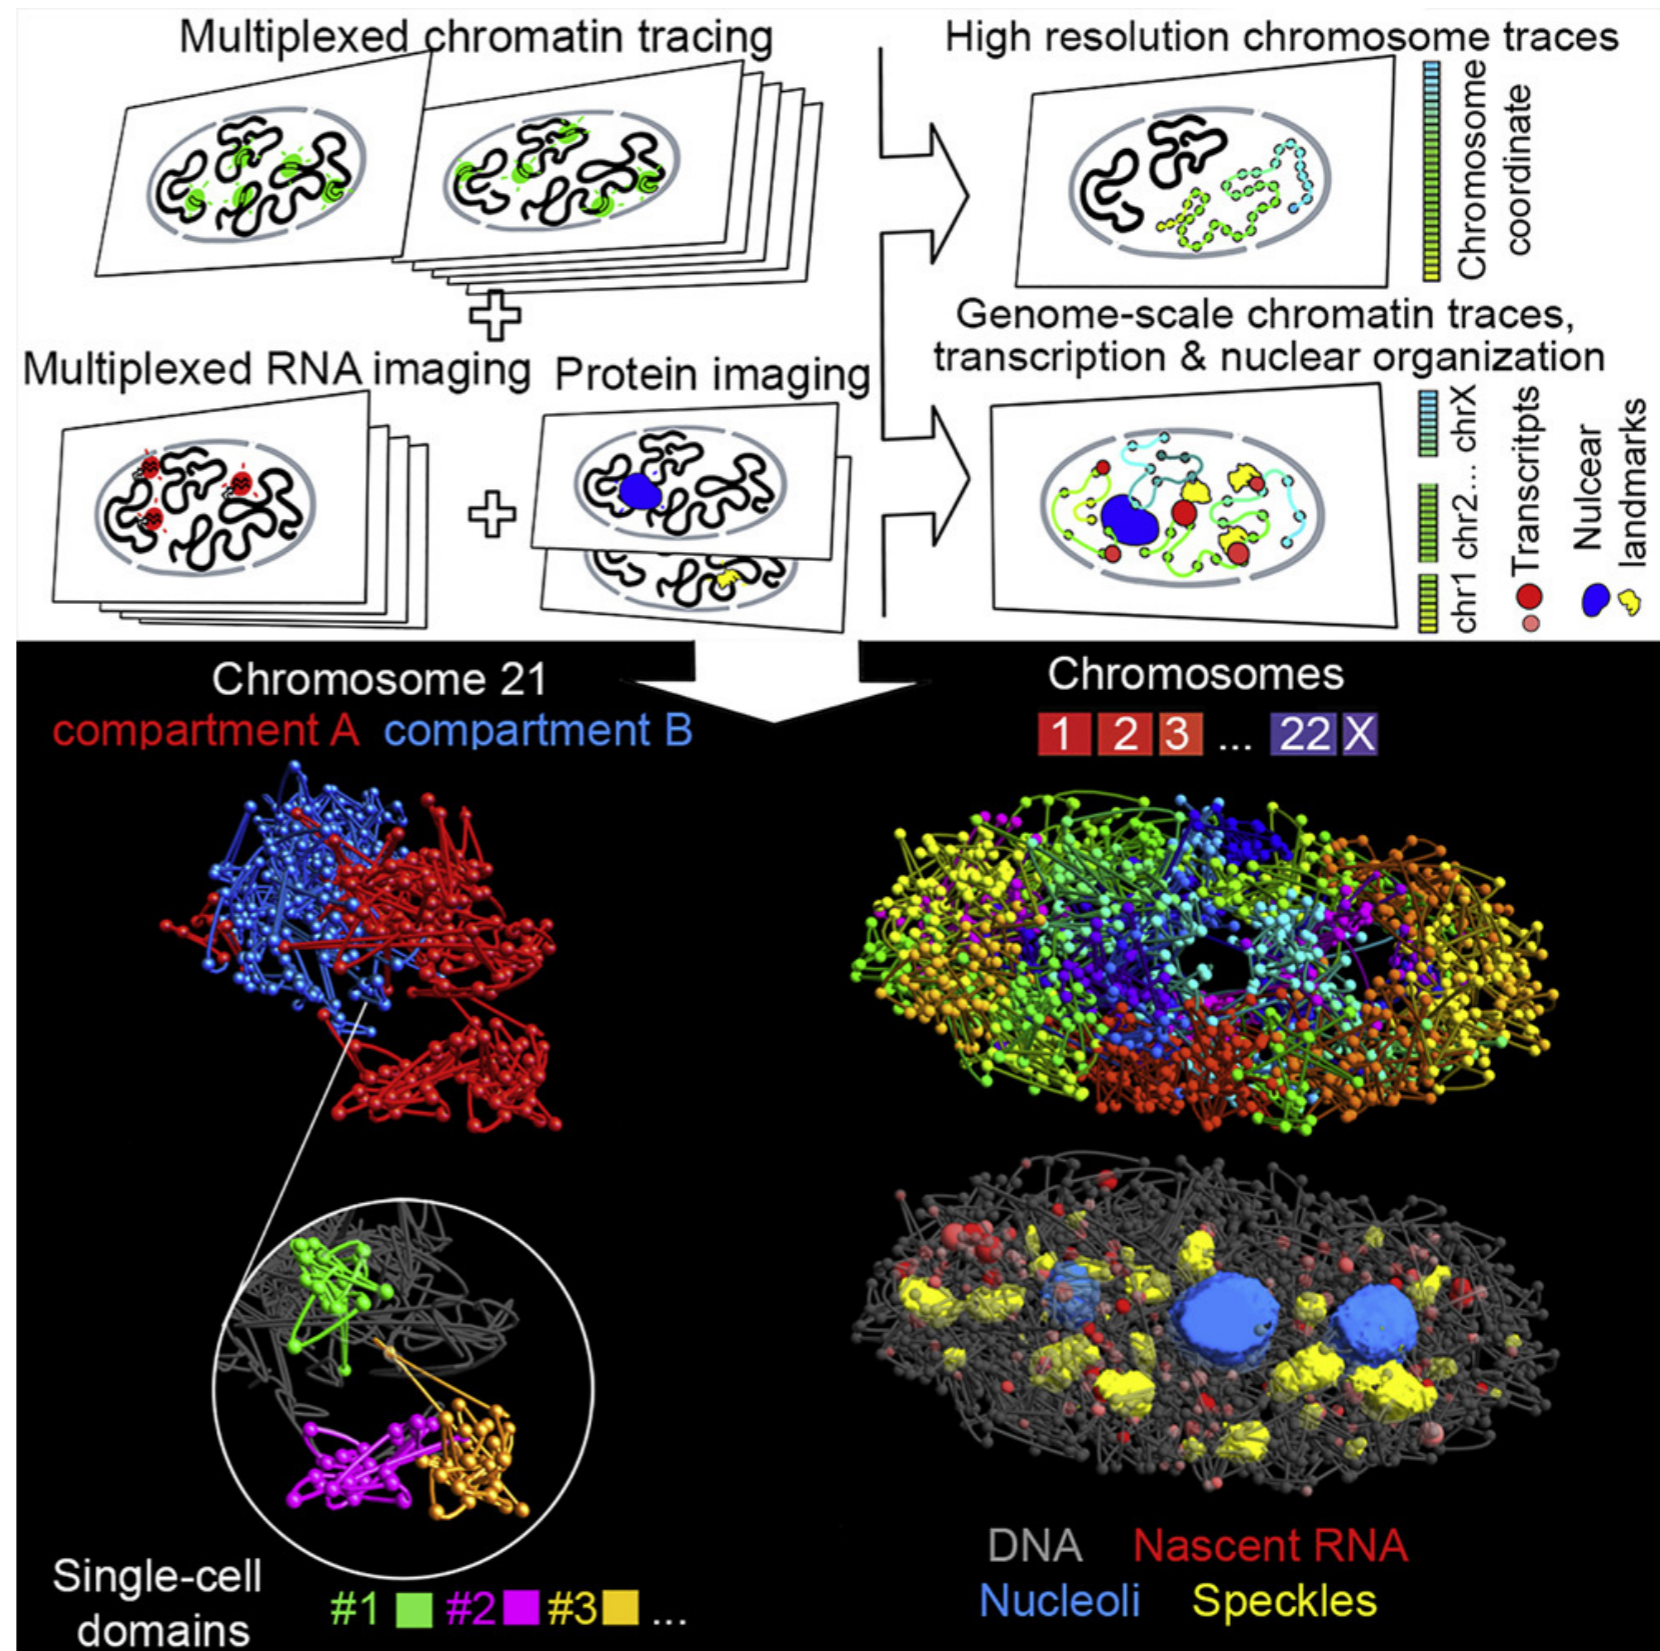 Multiplexed chromatin tracing
High resolution chromosome traces
Chromosome
coordinate
Multiplexed RNA imaging
Protein imaging
Genome-scale chromatin traces,
transcription & nuclear organization
chr1 chr2... chrX
Transcritpts
Nulcear
landmarks
Chromosome 21
compartment A compartment B
Chromosomes
1 2 3 ... 22 X
Single-cell
domains
#1 #2 #3 ...
DNA Nascent RNA
Nucleoli Speckles